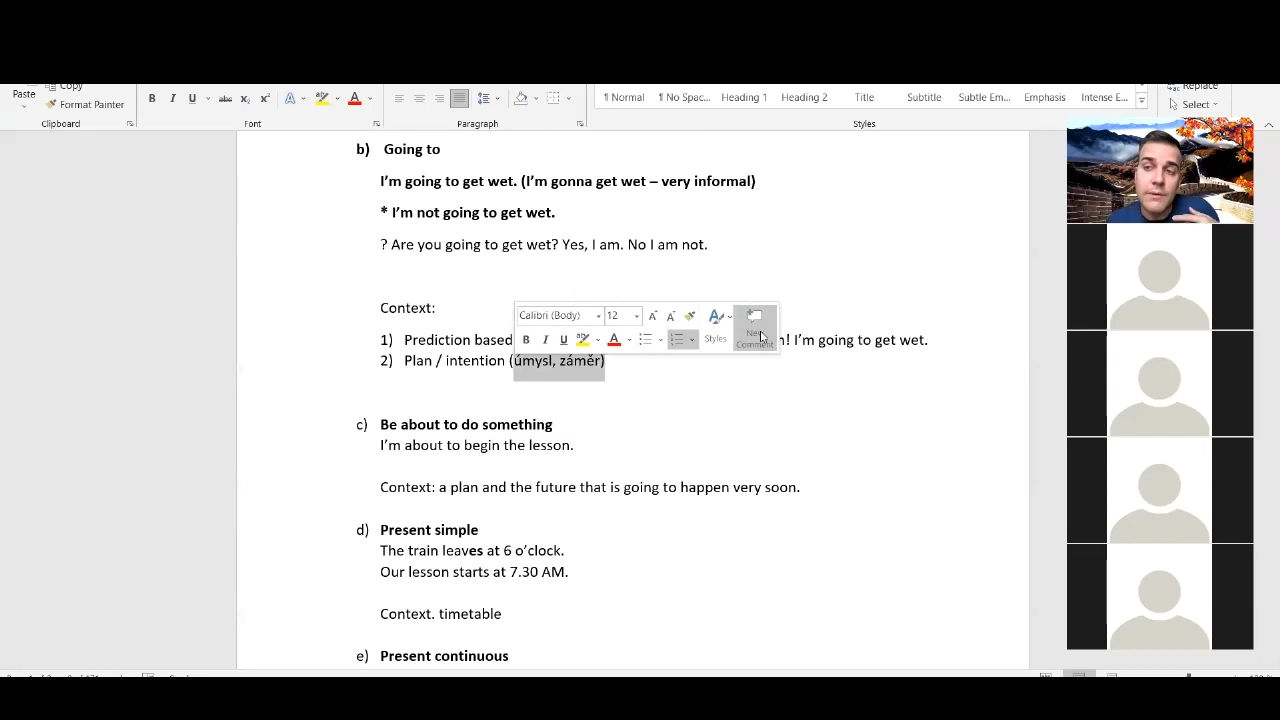 Copy
Replace
Paste
Format Painter
B I U abc x₂ x² A A
¶ Normal ¶ No Spac... Heading 1 Heading 2 Title Subtitle Subtle Em... Emphasis Intense E...
Select
Clipboard Font Paragraph Styles
b) Going to
I'm going to get wet. (I'm gonna get wet – very informal)
* I'm not going to get wet.
? Are you going to get wet? Yes, I am. No I am not.
Context:
Calibri (Body) 12
New Comment
B I U A Styles
1) Prediction based ! I'm going to get wet.
2) Plan / intention (úmysl, záměr)
c) Be about to do something
I'm about to begin the lesson.
Context: a plan and the future that is going to happen very soon.
d) Present simple
The train leaves at 6 o'clock.
Our lesson starts at 7.30 AM.
Context. timetable
e) Present continuous